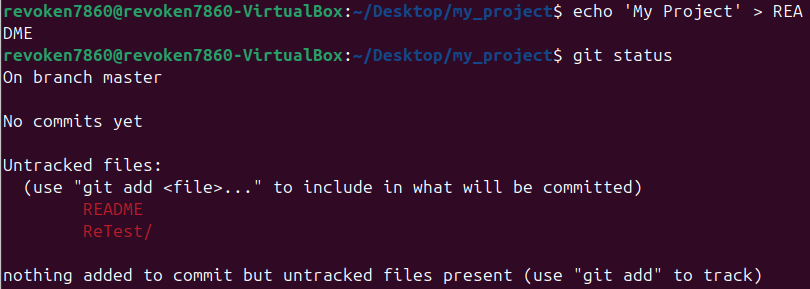 revoken7860@revoken7860-VirtualBox:~/Desktop/my_project$ echo 'My Project' > REA
DME
revoken7860@revoken7860-VirtualBox:~/Desktop/my_project$ git status
On branch master
No commits yet
Untracked files:
  (use "git add <file>..." to include in what will be committed)
        README
        ReTest/
nothing added to commit but untracked files present (use "git add" to track)